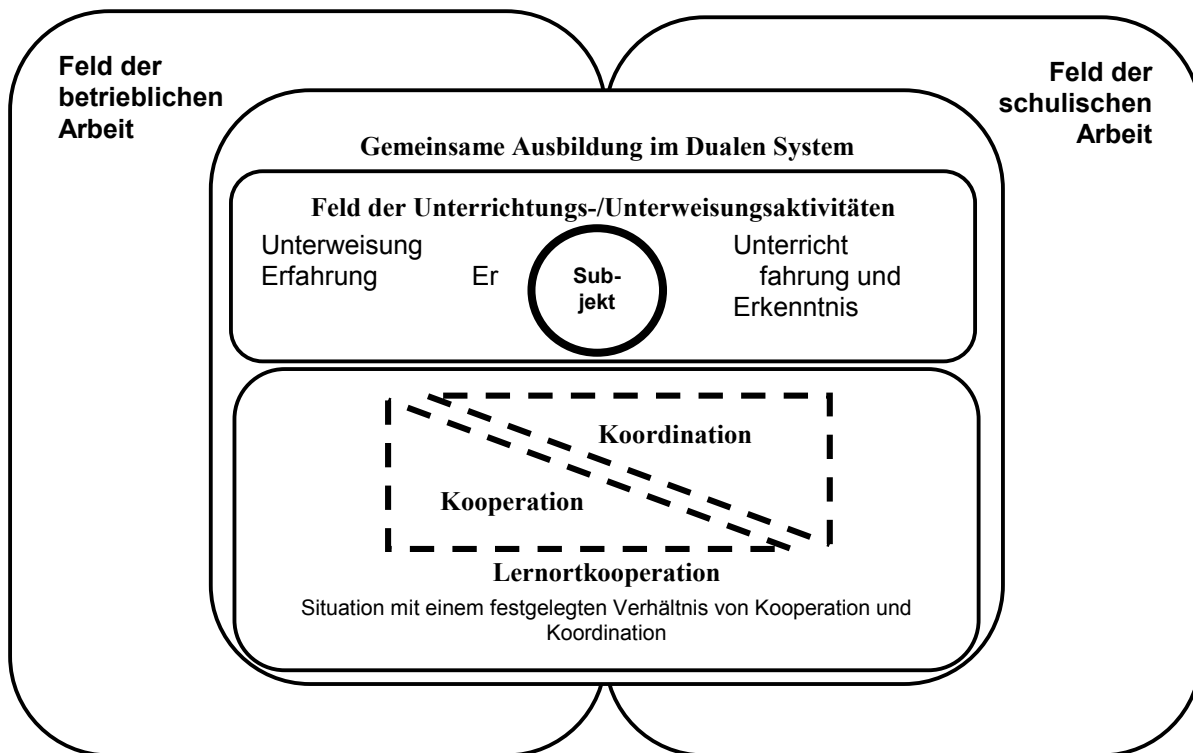 Feld der
betrieblichen
Arbeit
Feld der
schulischen
Arbeit
Gemeinsame Ausbildung im Dualen System
Feld der Unterrichtungs-/Unterweisungsaktivitäten
Unterweisung
Erfahrung Er
Sub-
jekt
Unterricht
fahrung und
Erkenntnis
Koordination
Kooperation
Lernortkooperation
Situation mit einem festgelegten Verhältnis von Kooperation und
Koordination